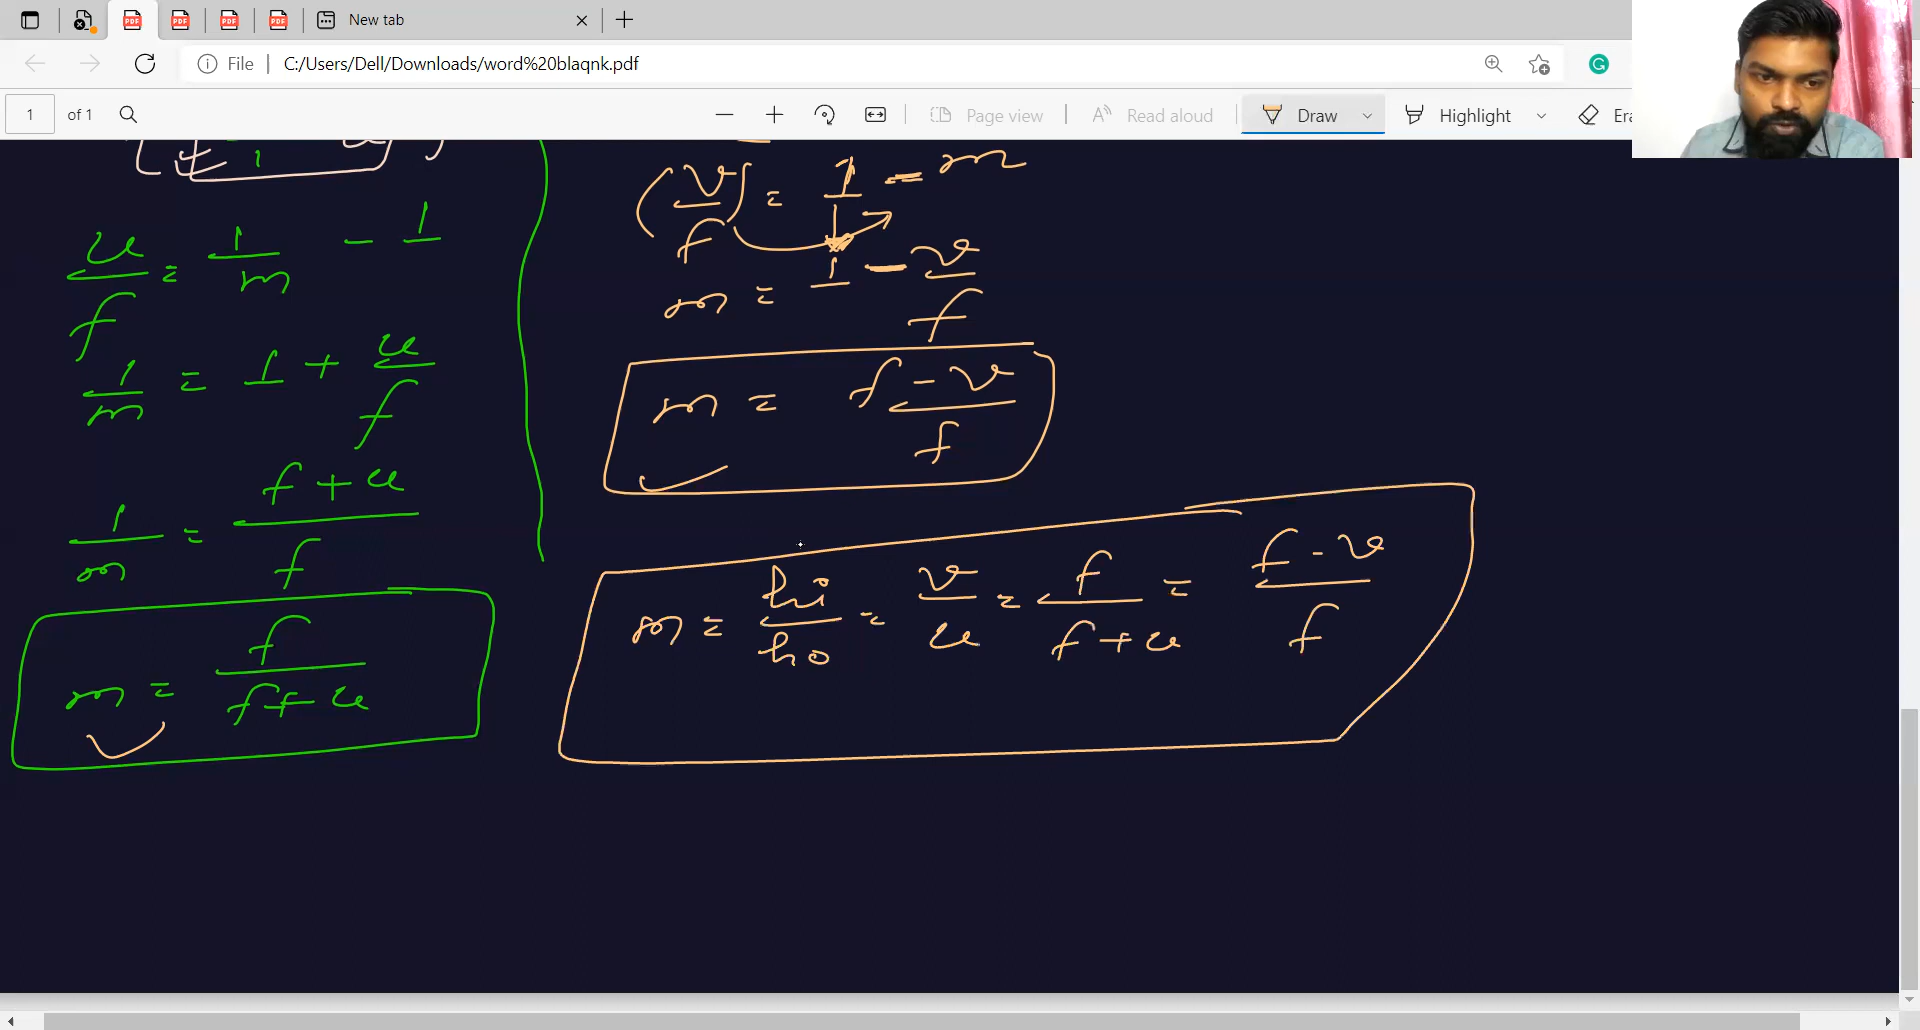 New tab
File
C:/Users/Dell/Downloads/word%20blaqnk.pdf
1 of 1
Page view
Read aloud
Draw
Highlight
Era
u/f = 1/m - 1
1/m = 1 + u/f
1/m = f + u/f
m = f/f + u
(v/f) = 1 - m
m = 1 - v/f
m = f - v/f
m = hi/ho = v/u = f/f + u = f - v/f